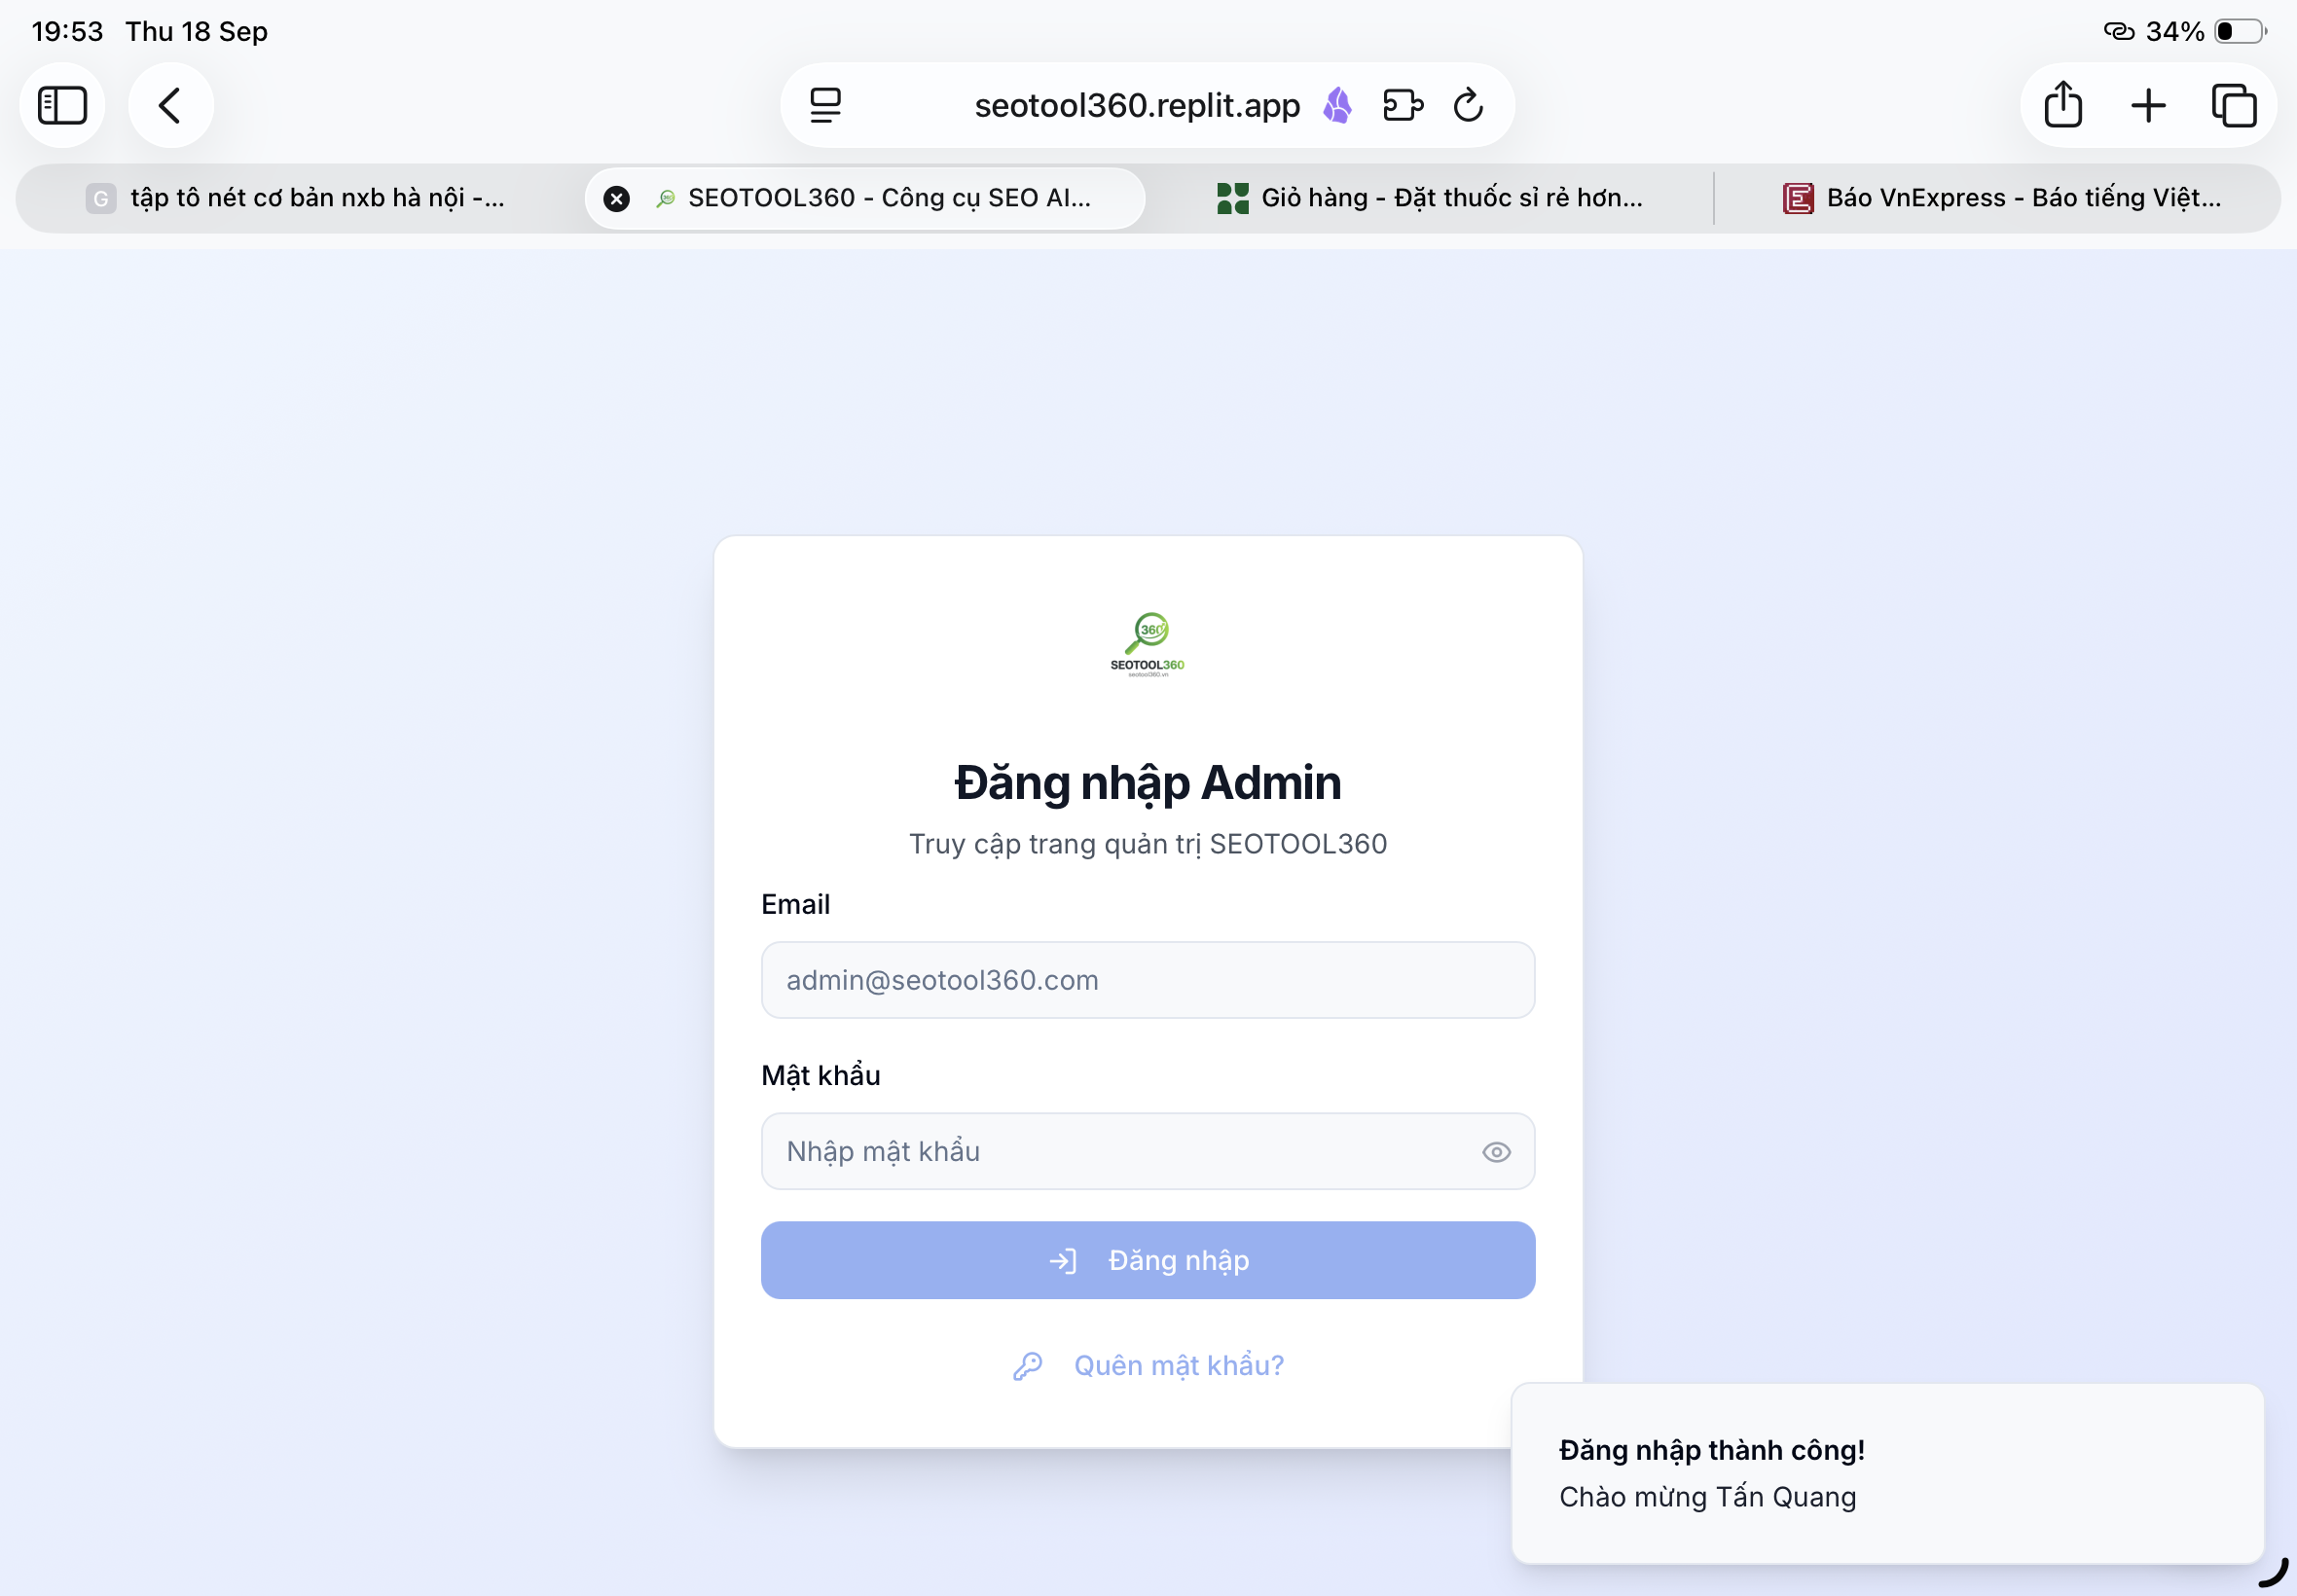 19:53 Thu 18 Sep
34%
seotool360.replit.app
G tập tô nét cơ bản nxb hà nội -...
SEOTOOL360 - Công cụ SEO AI...
Giỏ hàng - Đặt thuốc sỉ rẻ hơn...
E Báo VnExpress - Báo tiếng Việt...
360
SEOTOOL360
seotool360.vn
Đăng nhập Admin
Truy cập trang quản trị SEOTOOL360
Email
admin@seotool360.com
Mật khẩu
Nhập mật khẩu
Đăng nhập
Quên mật khẩu?
Đăng nhập thành công!
Chào mừng Tấn Quang